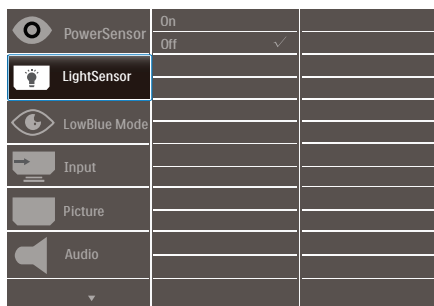 PowerSensor
On
Off
LightSensor
LowBlue Mode
Input
Picture
Audio